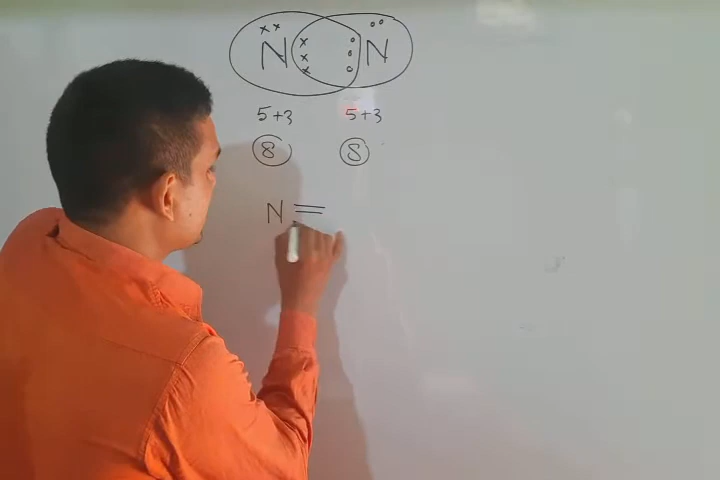 ×× ○○
N × ○ N
× ○
× ○
5+3 5+3
8 8
N =